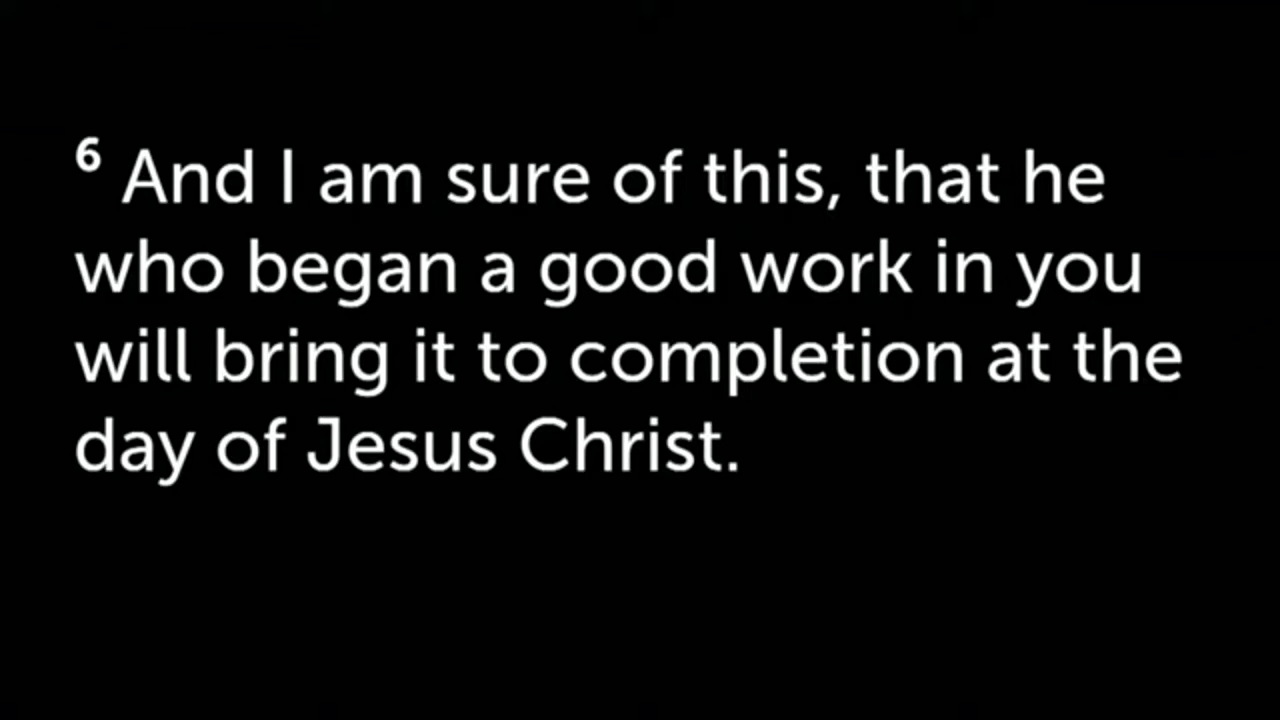 6 And I am sure of this, that he
who began a good work in you
will bring it to completion at the
day of Jesus Christ.